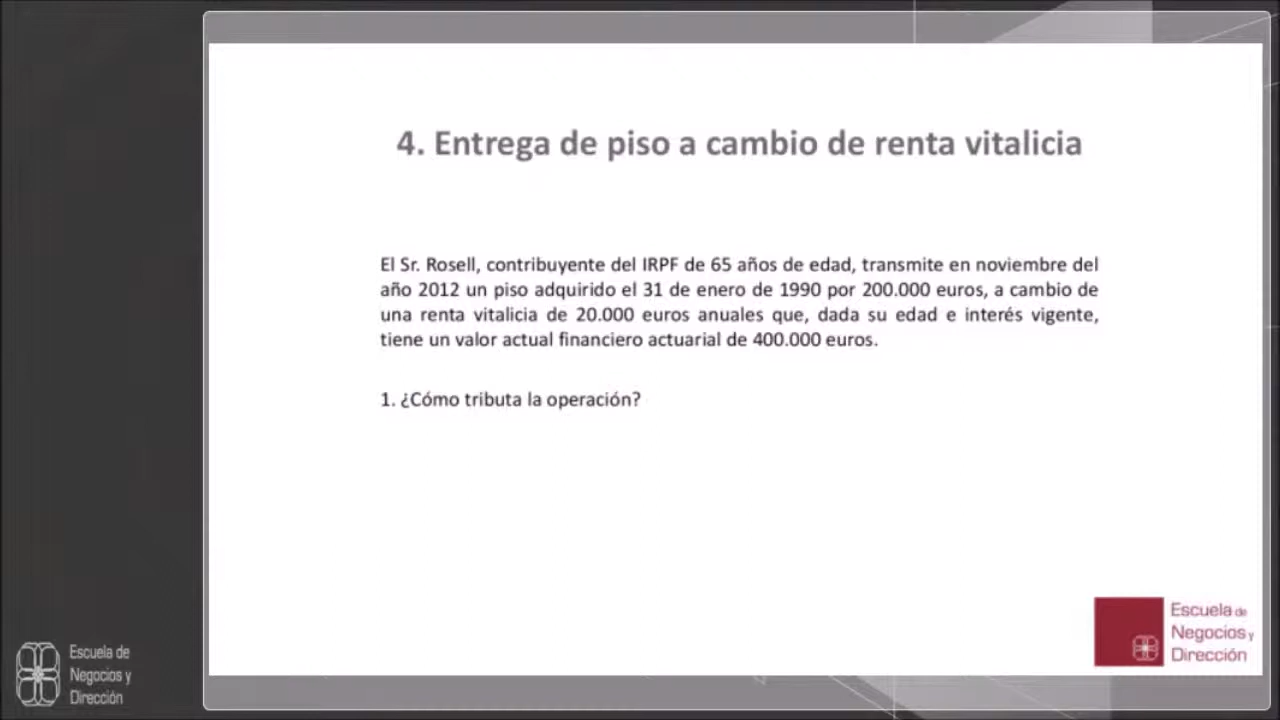 4. Entrega de piso a cambio de renta vitalicia
El Sr. Rosell, contribuyente del IRPF de 65 años de edad, transmite en noviembre del
año 2012 un piso adquirido el 31 de enero de 1990 por 200.000 euros, a cambio de
una renta vitalicia de 20.000 euros anuales que, dada su edad e interés vigente,
tiene un valor actual financiero actuarial de 400.000 euros.
1. ¿Cómo tributa la operación?
Escuela de
Negocios y
Dirección
Escuela de
Negocios y
Dirección